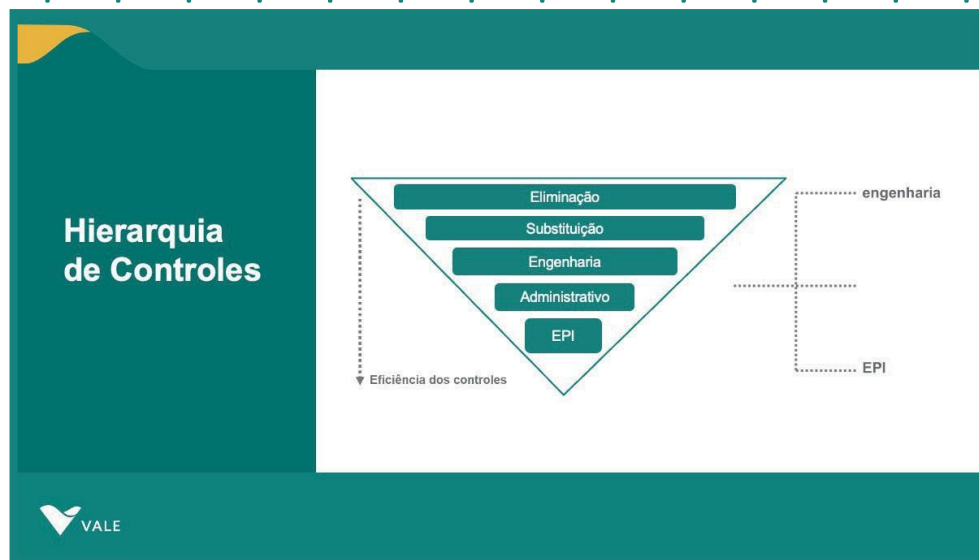 Hierarquia
de Controles
Eliminação
Substituição
Engenharia
Administrativo
EPI
Eficiência dos controles
engenharia
EPI
VALE